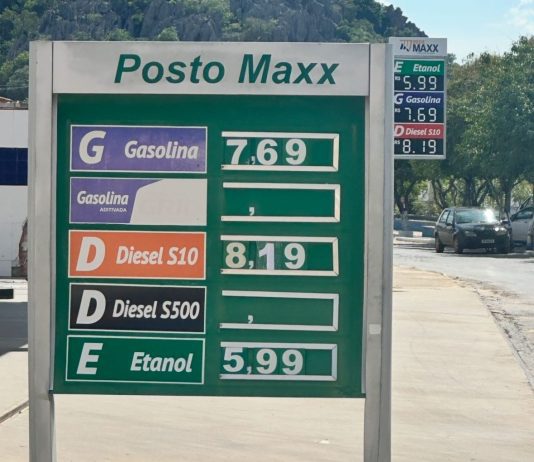 Posto Maxx
G Gasolina 7,69
Gasolina
ADITIVADA ,
D Diesel S10 8,19
D Diesel S500 ,
E Etanol 5,99
MAXX
E Etanol
R$ 5.99
G Gasolina
R$ 7.69
D Diesel S10
R$ 8.19